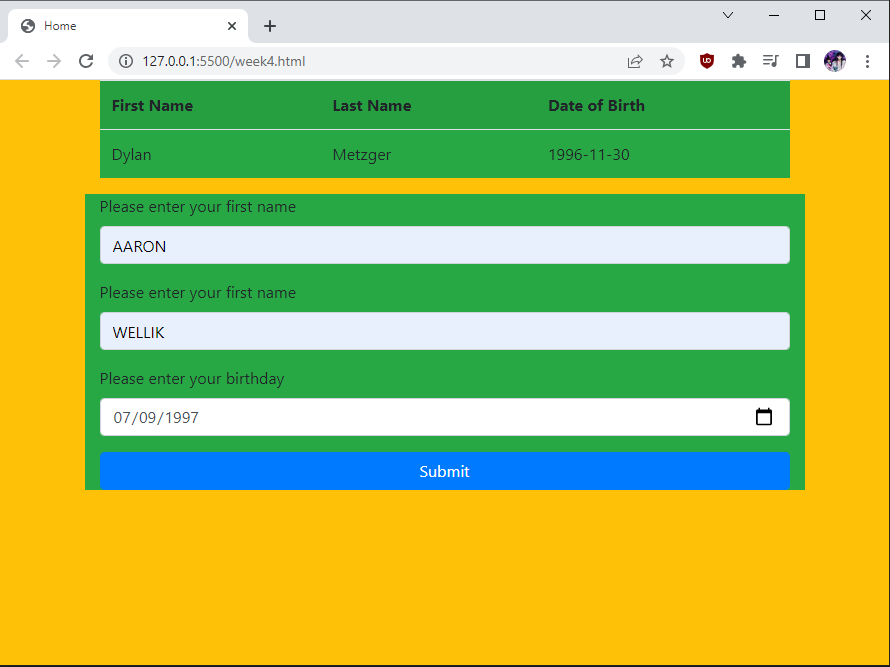 Home
127.0.0.1:5500/week4.html
First Name Last Name Date of Birth
Dylan Metzger 1996-11-30
Please enter your first name
AARON
Please enter your first name
WELLIK
Please enter your birthday
07/09/1997
Submit